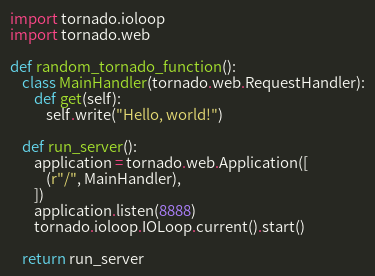 import tornado.ioloop
import tornado.web

def random_tornado_function():
    class MainHandler(tornado.web.RequestHandler):
        def get(self):
            self.write("Hello, world!")

    def run_server():
        application = tornado.web.Application([
            (r"/", MainHandler),
        ])
        application.listen(8888)
        tornado.ioloop.IOLoop.current().start()

    return run_server